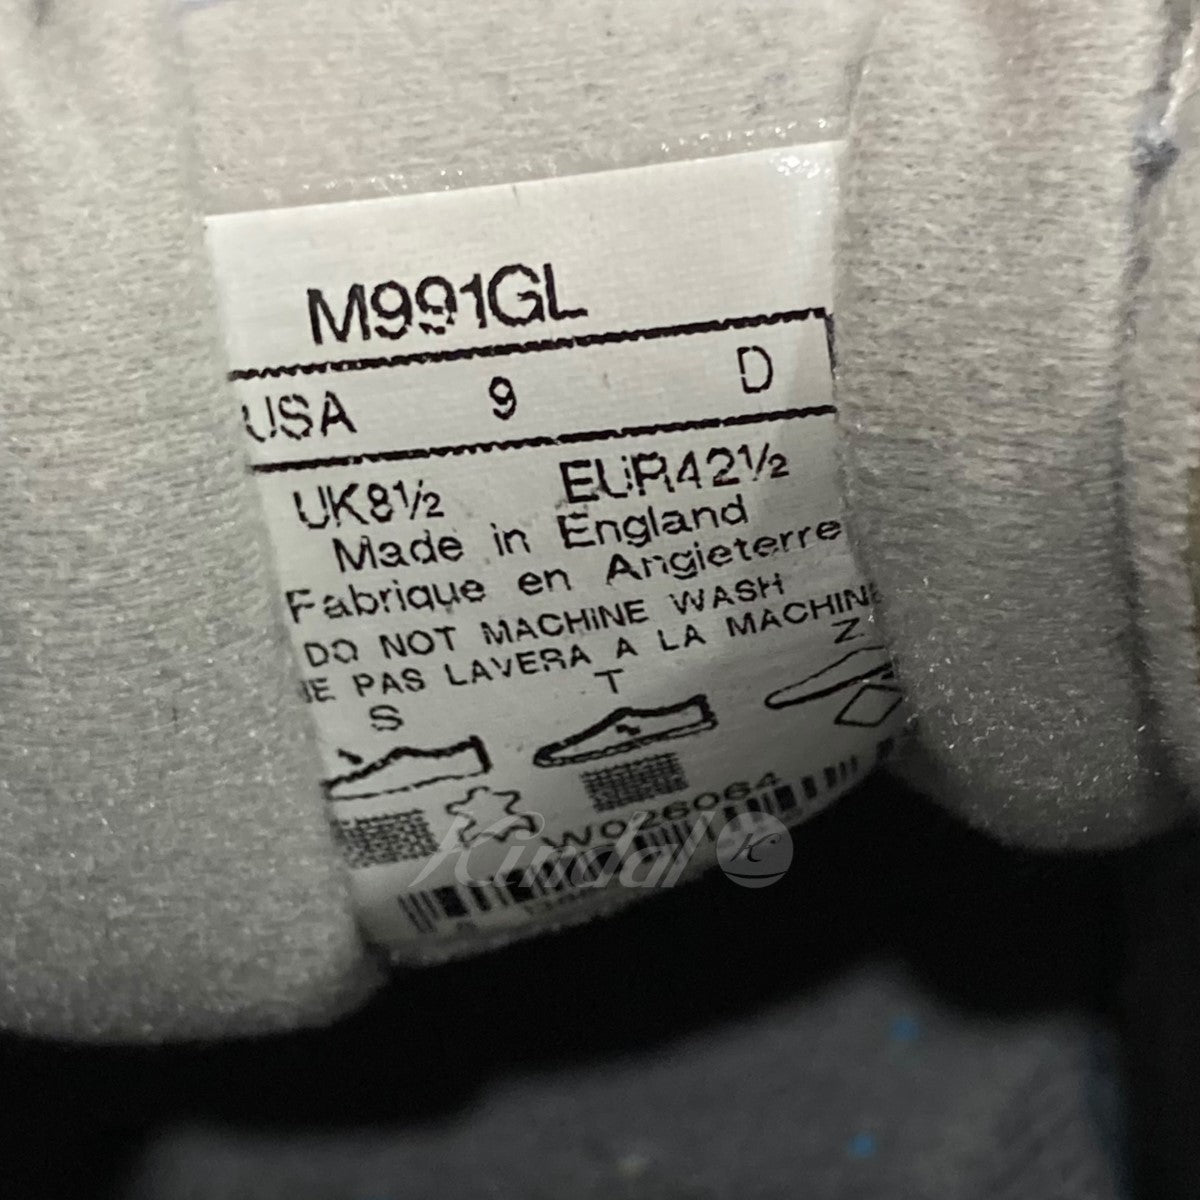 M991GL
USA 9 D
UK8½ EUR42½
Made in England
Fabrique en Angleterre
DO NOT MACHINE WASH
NE PAS LAVERA A LA MACHINE
S T Z
W026064
Kindal K